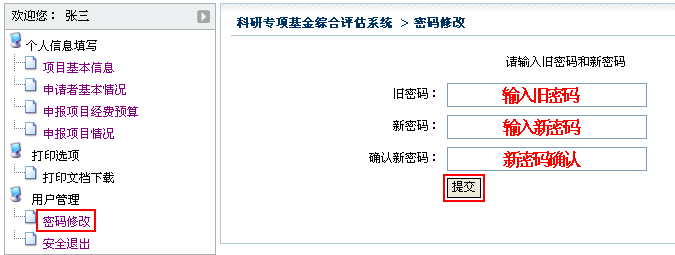 欢迎您： 张三
个人信息填写
项目基本信息
申请者基本情况
申报项目经费预算
申报项目情况
打印选项
打印文档下载
用户管理
密码修改
安全退出
科研专项基金综合评估系统 > 密码修改
请输入旧密码和新密码
旧密码： 输入旧密码
新密码： 输入新密码
确认新密码： 新密码确认
提交